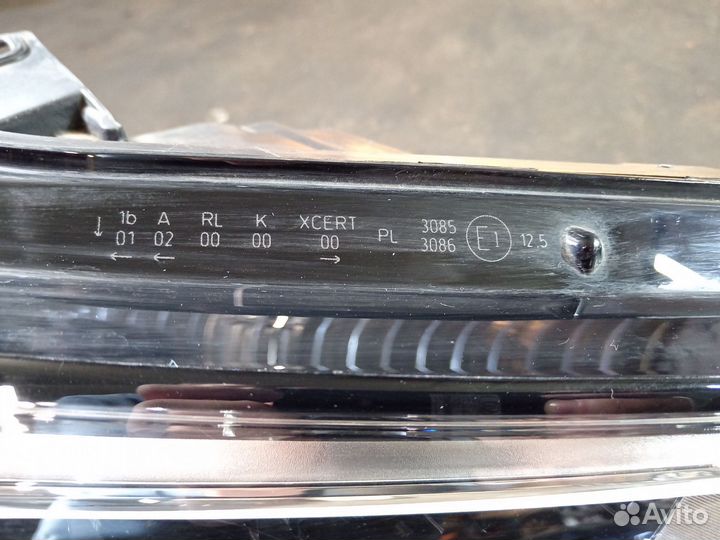 ↓ 1b A RL K XCERT PL 3085 E1 12.5
01 02 00 00 00 3086
← ← →
Avito